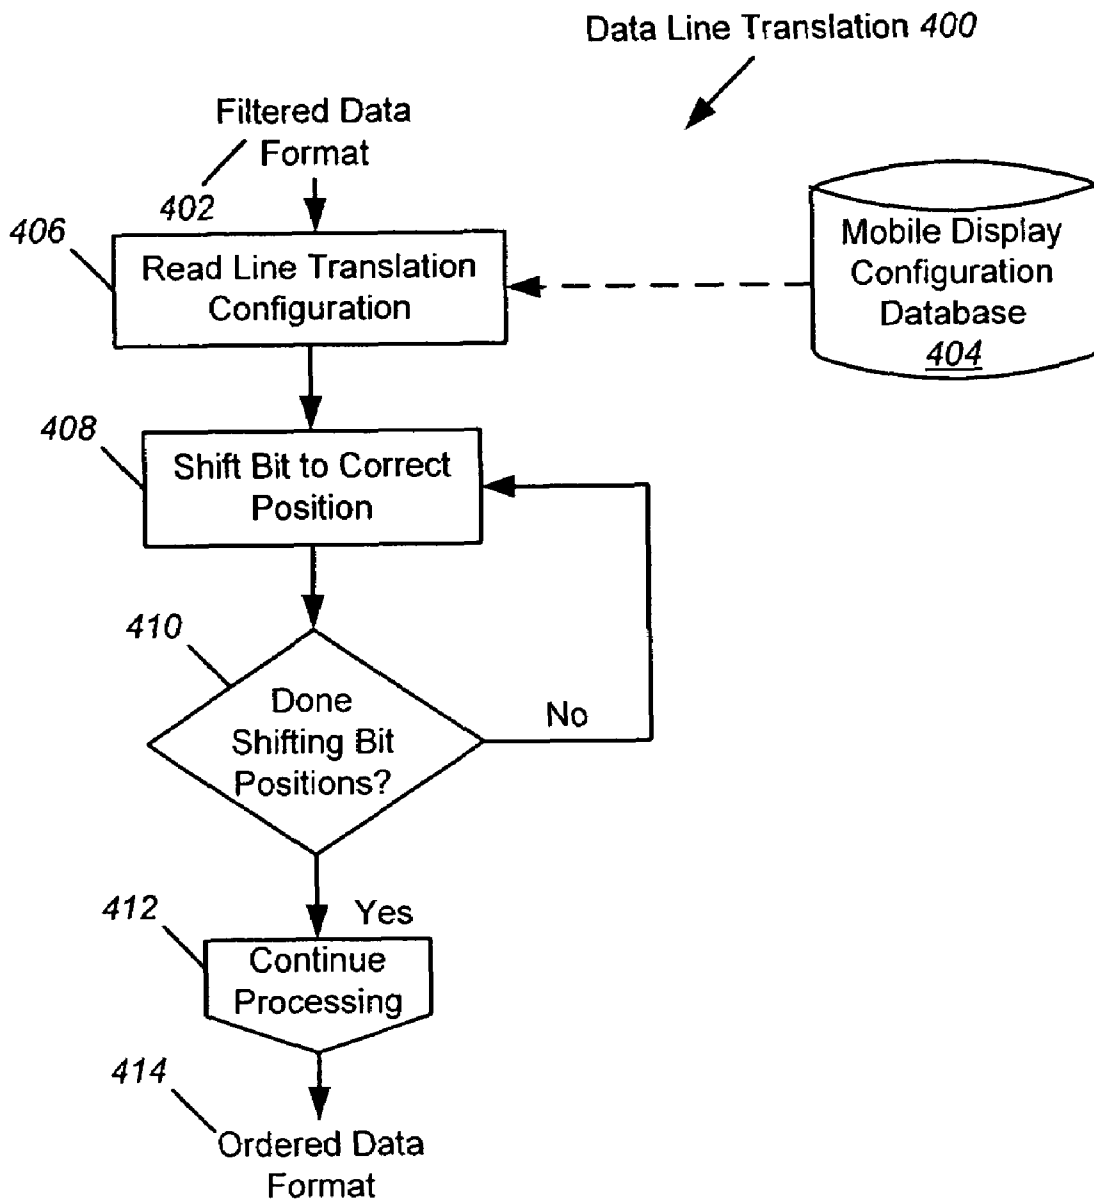 Data Line Translation 400
Filtered Data
Format
402
406
Read Line Translation
Configuration
Mobile Display
Configuration
Database
404
408
Shift Bit to Correct
Position
410
Done
Shifting Bit
Positions?
No
Yes
412
Continue
Processing
414
Ordered Data
Format